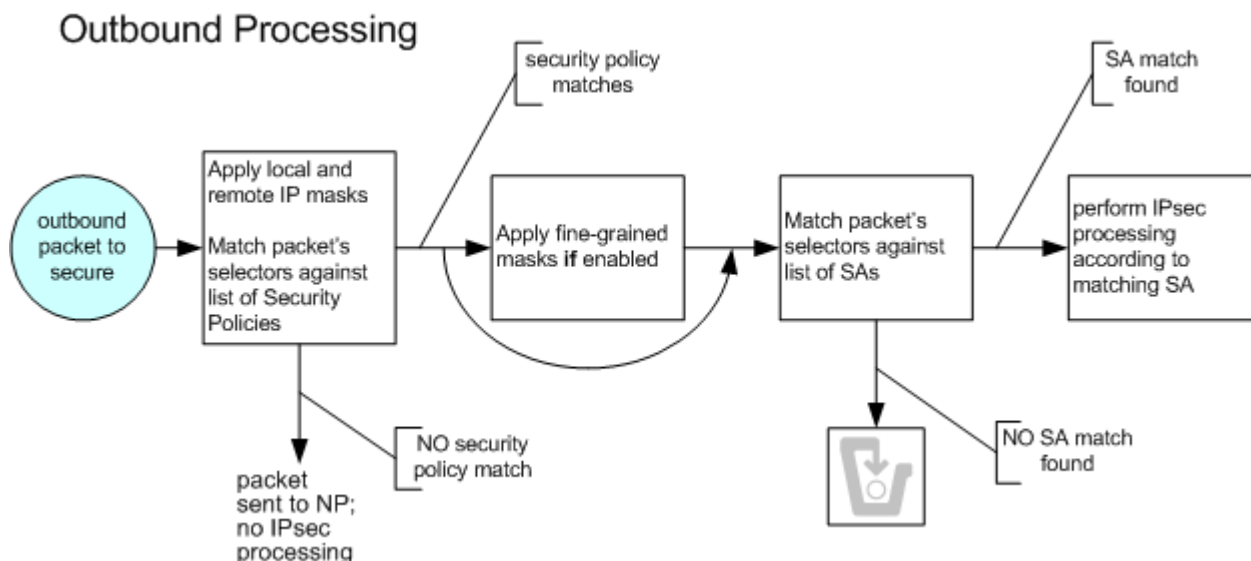 Outbound Processing
security policy
matches
SA match
found
outbound
packet to
secure
Apply local and
remote IP masks
Match packet's
selectors against
list of Security
Policies
Apply fine-grained
masks if enabled
Match packet's
selectors against
list of SAs
perform IPsec
processing
according to
matching SA
NO security
policy match
packet
sent to NP;
no IPsec
processing
NO SA match
found